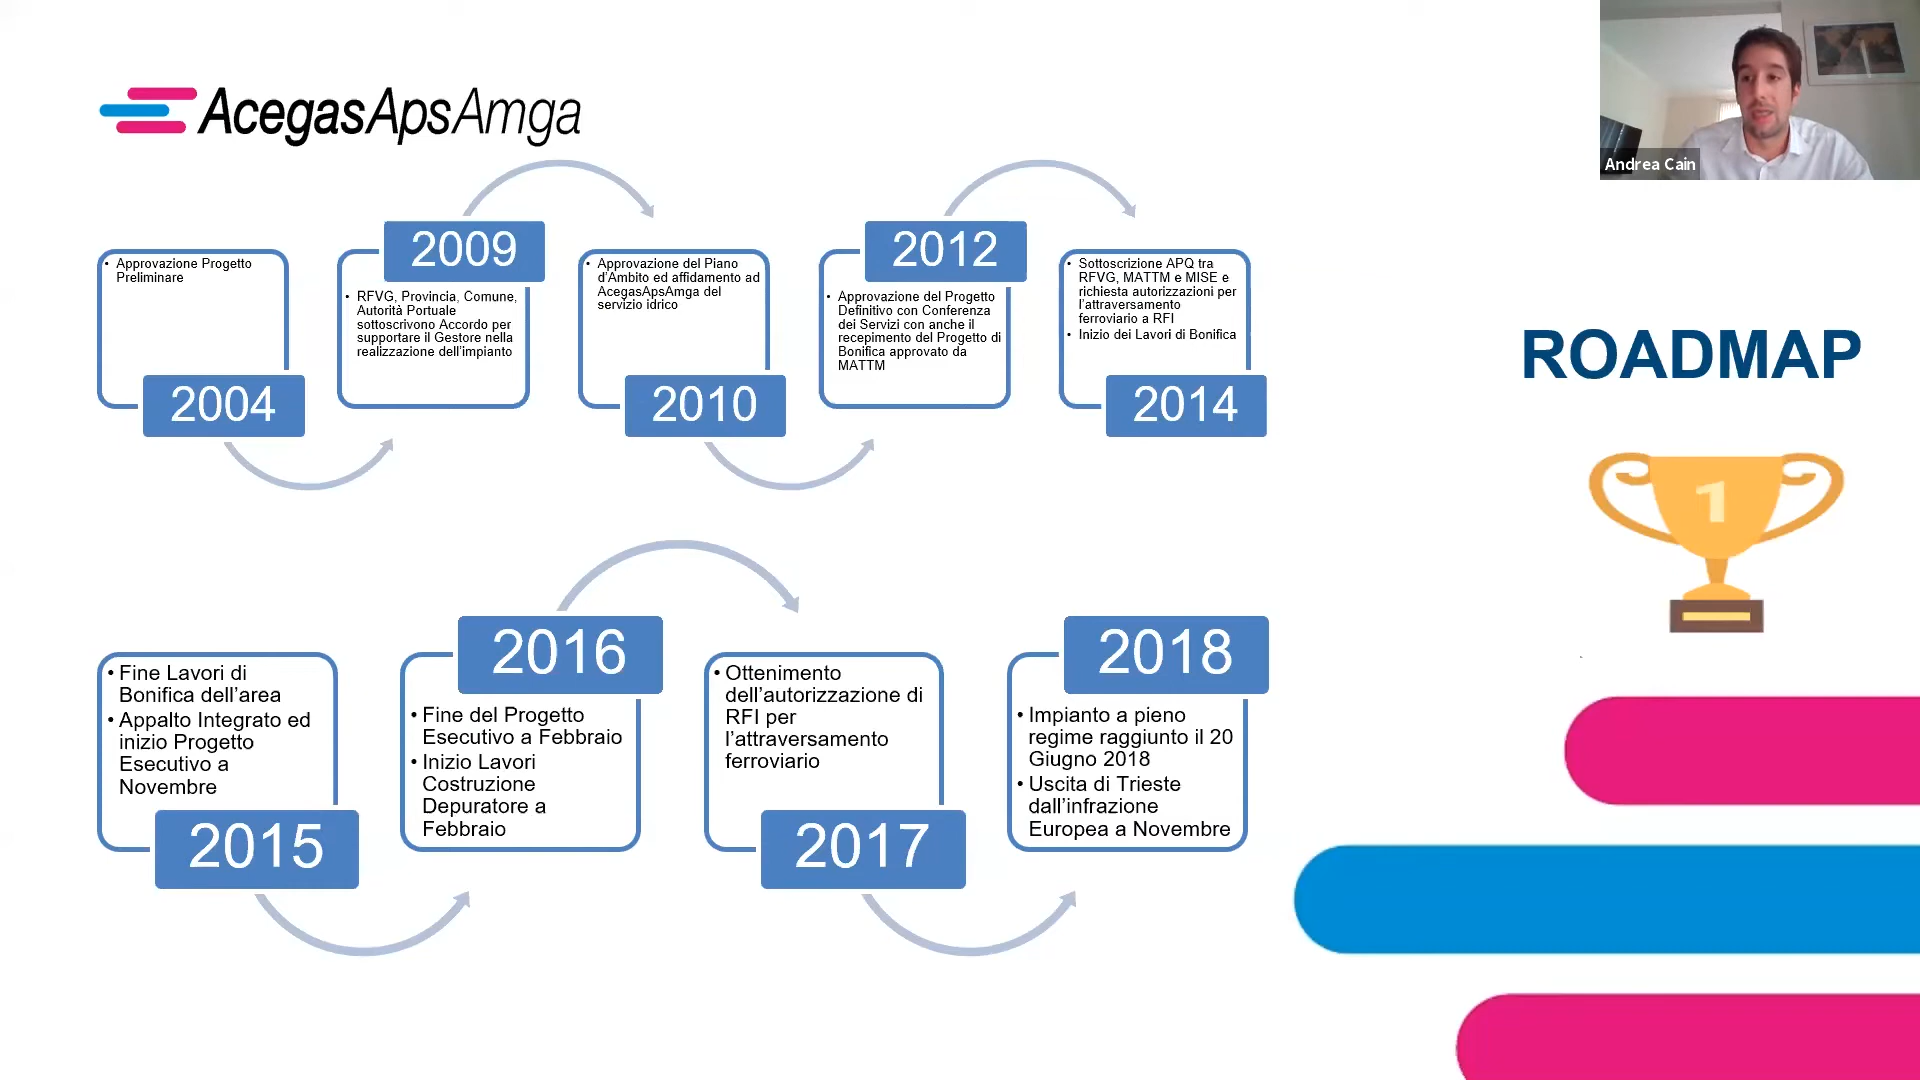 AcegasApsAmga
Andrea Cain
• Approvazione Progetto
Preliminare
2004
2009
• RFVG, Provincia, Comune,
Autorità Portuale
sottoscrivono Accordo per
supportare il Gestore nella
realizzazione dell'impianto
• Approvazione del Piano
d'Ambito ed affidamento ad
AcegasApsAmga del
servizio idrico
2010
2012
• Approvazione del Progetto
Definitivo con Conferenza
dei Servizi con anche il
recepimento del Progetto di
Bonifica approvato da
MATTM
• Sottoscrizione APQ tra
RFVG, MATTM e MISE e
richiesta autorizzazioni per
l'attraversamento
ferroviario a RFI
• Inizio dei Lavori di Bonifica
2014
ROADMAP
1
• Fine Lavori di
Bonifica dell'area
• Appalto Integrato ed
inizio Progetto
Esecutivo a
Novembre
2015
2016
• Fine del Progetto
Esecutivo a Febbraio
• Inizio Lavori
Costruzione
Depuratore a
Febbraio
• Ottenimento
dell'autorizzazione di
RFI per
l'attraversamento
ferroviario
2017
2018
• Impianto a pieno
regime raggiunto il 20
Giugno 2018
• Uscita di Trieste
dall'infrazione
Europea a Novembre